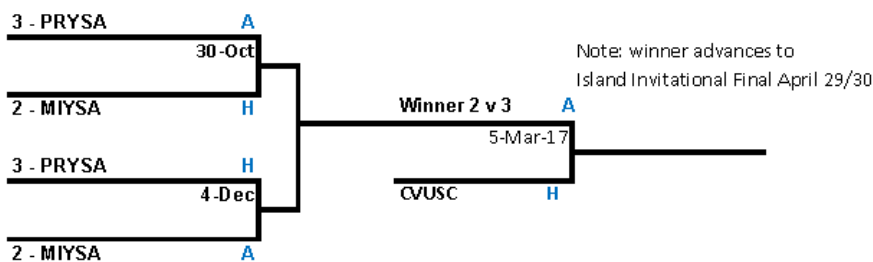 3 - PRYSA A
30-Oct
2 - MIYSA H
3 - PRYSA H
4-Dec
2 - MIYSA A
Winner 2 v 3 A
5-Mar-17
CVUSC H
Note: winner advances to
Island Invitational Final April 29/30